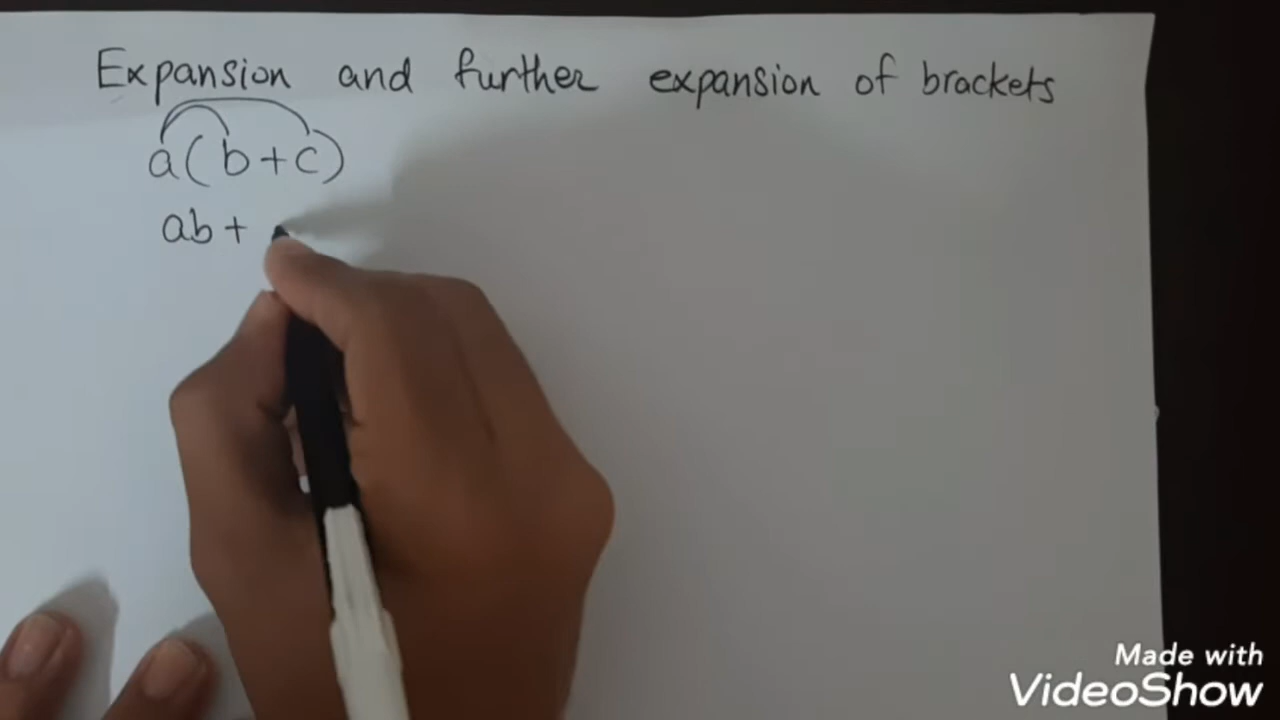 Expansion and further expansion of brackets
a(b+c)
ab+
Made with
VideoShow